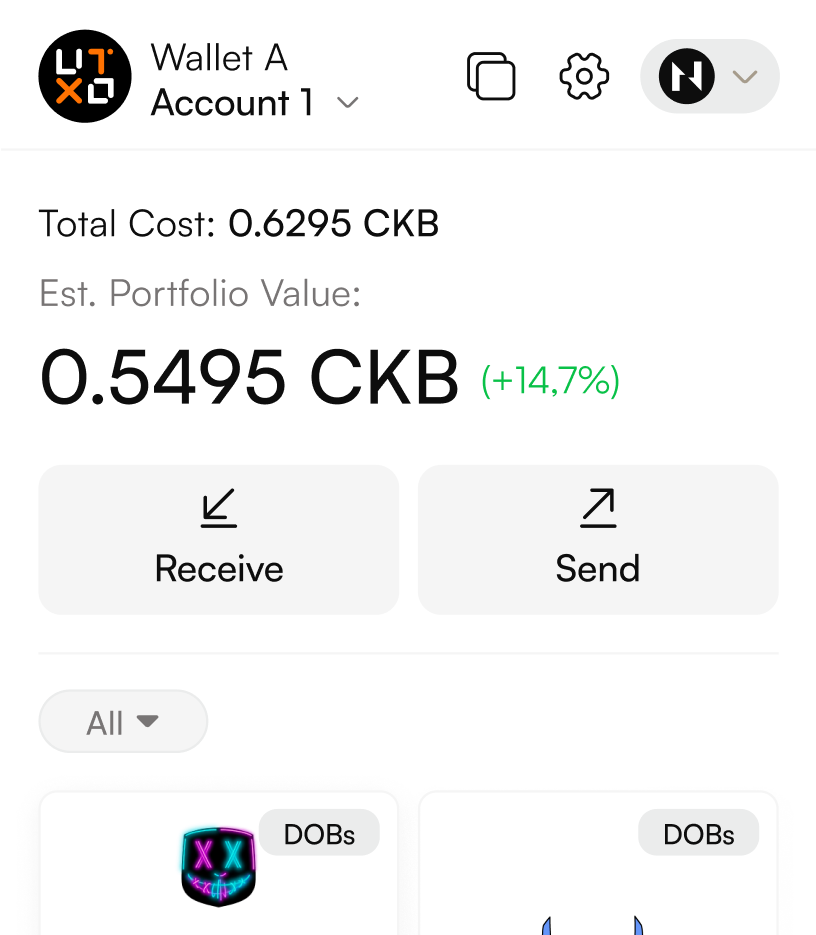 UTXO
Wallet A
Account 1
N
Total Cost: 0.6295 CKB
Est. Portfolio Value:
0.5495 CKB (+14,7%)
Receive
Send
All
DOBs
DOBs